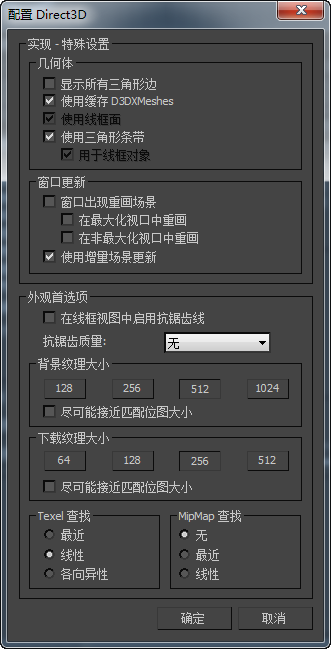 配置 Direct3D
实现 - 特殊设置
几何体
显示所有三角形边
使用缓存 D3DXMeshes
使用线框面
使用三角形条带
用于线框对象
窗口更新
窗口出现重画场景
在最大化视口中重画
在非最大化视口中重画
使用增量场景更新
外观首选项
在线框视图中启用抗锯齿线
抗锯齿质量: 无
背景纹理大小
128 256 512 1024
尽可能接近匹配位图大小
下载纹理大小
64 128 256 512
尽可能接近匹配位图大小
Texel 查找
最近
线性
各向异性
MipMap 查找
无
最近
线性
确定 取消